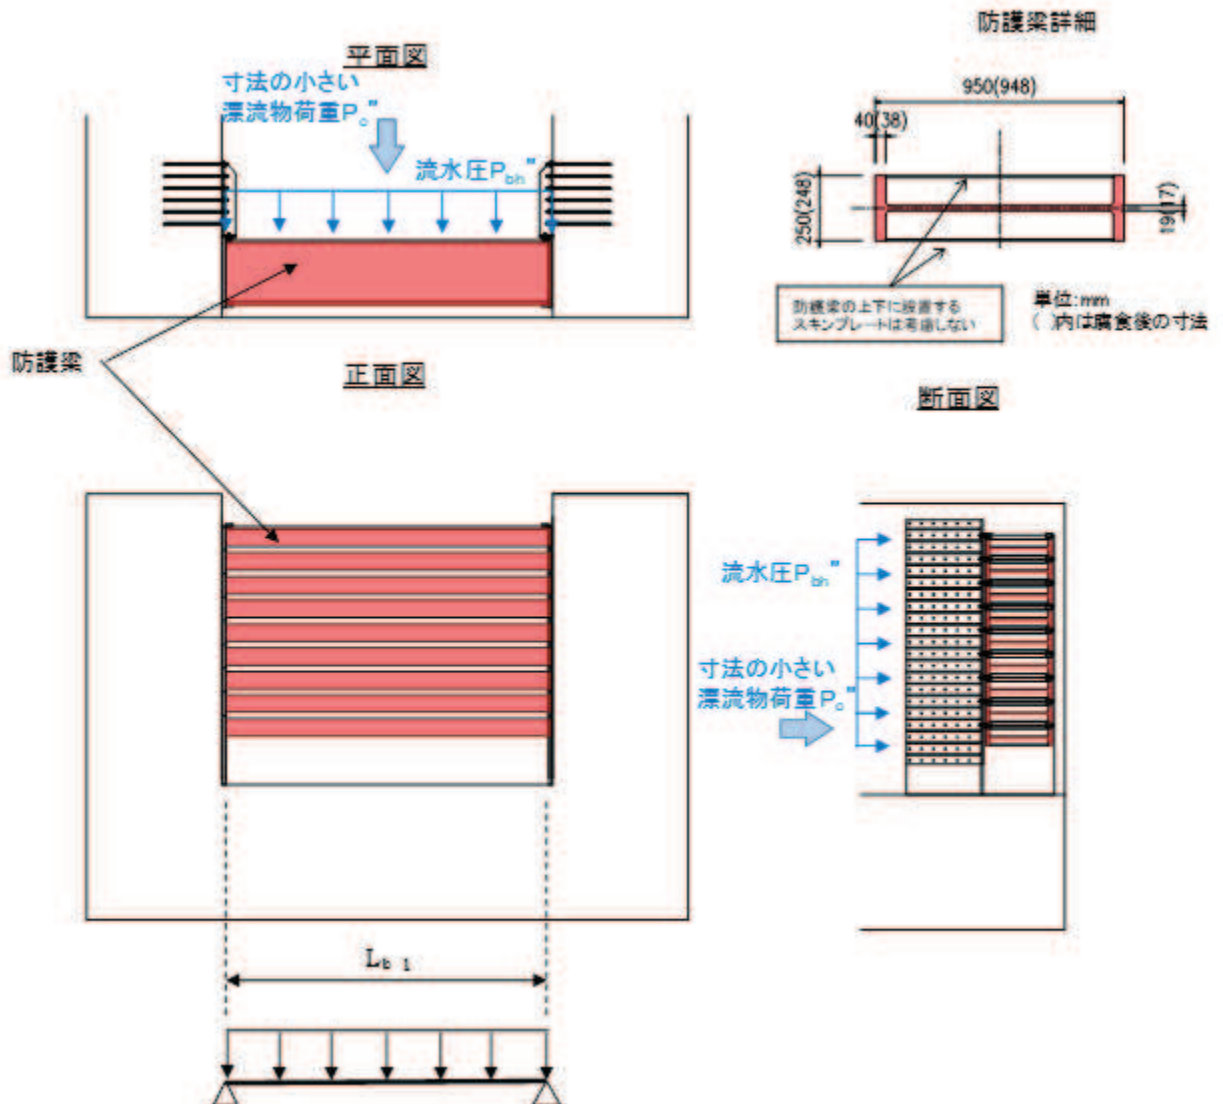 平面図
寸法の小さい
漂流物荷重P。"
流水圧Pbh"
防護梁詳細
950(948)
40(38)
250(248)
19(17)
防護梁の上下に設置する
スキンプレートは考慮しない
単位:mm
( )内は腐食後の寸法
防護梁
正面図
断面図
流水圧Pbh"
寸法の小さい
漂流物荷重P。"
Lb1